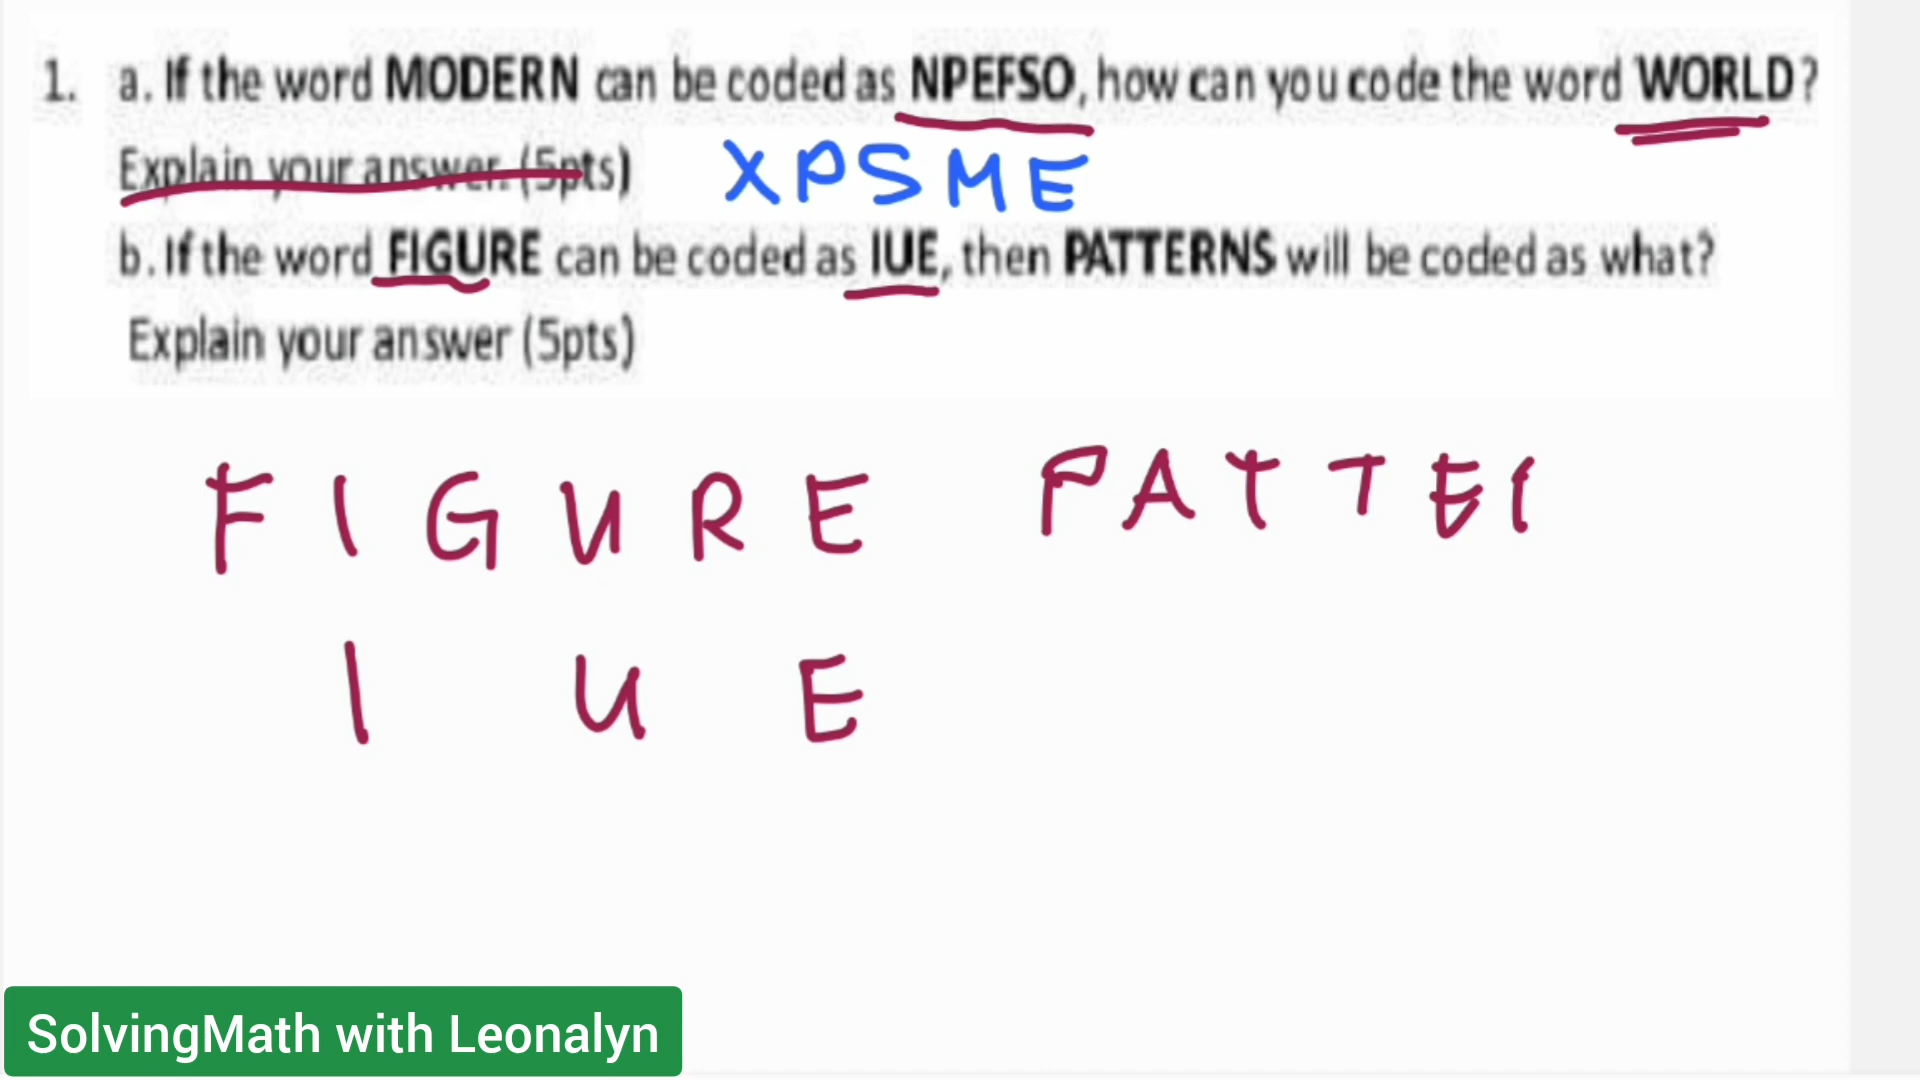 1. a. If the word MODERN can be coded as NPEFSO, how can you code the word WORLD?
Explain your answer. (5pts) XPSME
b. If the word FIGURE can be coded as IUE, then PATTERNS will be coded as what?
Explain your answer (5pts)
F I G U R E P A T T E
I U E
SolvingMath with Leonalyn